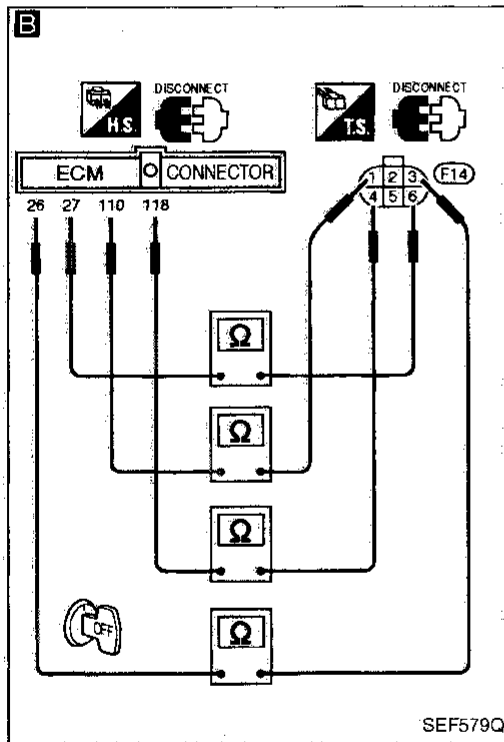 B
DISCONNECT
DISCONNECT
H.S.
T.S.
ECM CONNECTOR
1 2 3
F14
4 5 6
26 27 110 118
Ω
Ω
Ω
Ω
OFF
SEF579Q